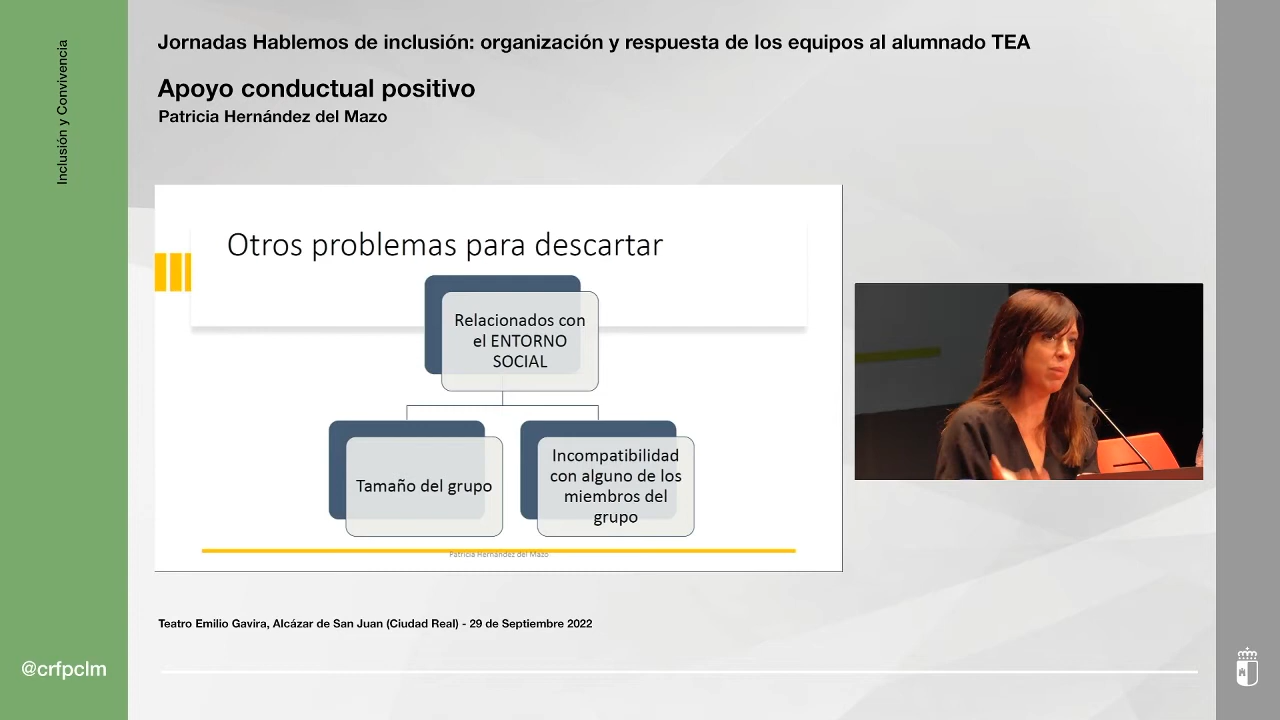 Inclusión y Convivencia
Jornadas Hablemos de inclusión: organización y respuesta de los equipos al alumnado TEA
Apoyo conductual positivo
Patricia Hernández del Mazo
Otros problemas para descartar
Relacionados con
el ENTORNO
SOCIAL
Tamaño del grupo
Incompatibilidad
con alguno de los
miembros del
grupo
Patricia Hernández del Mazo
Teatro Emilio Gavira, Alcázar de San Juan (Ciudad Real) - 29 de Septiembre 2022
@crfpclm